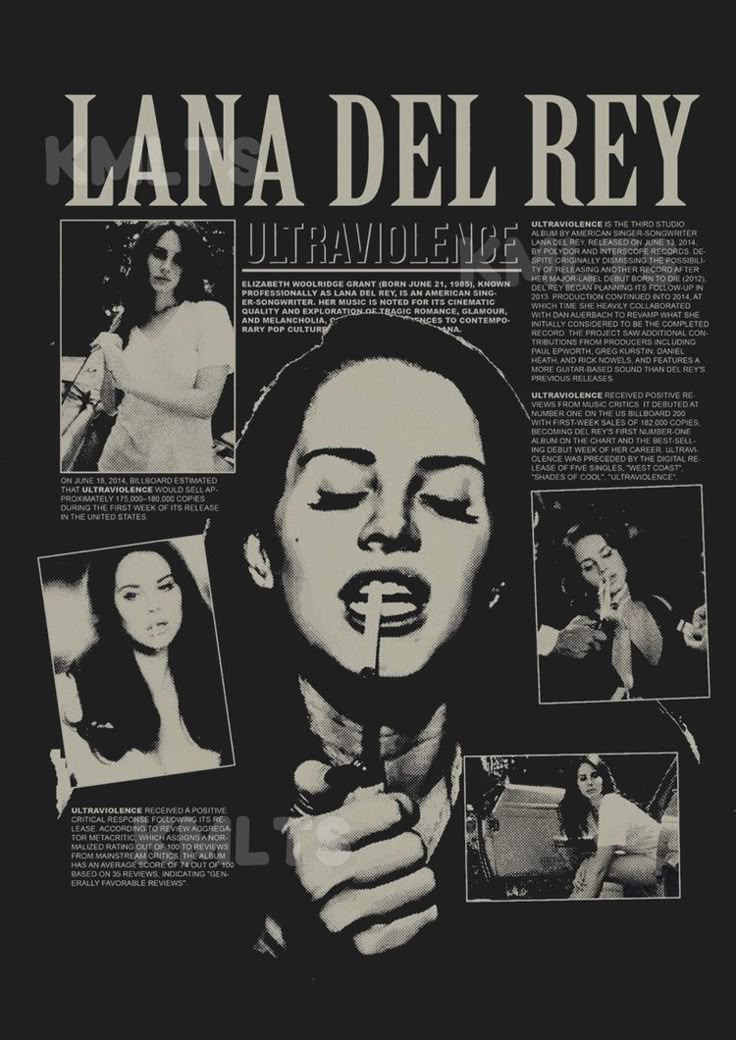 LANA DEL REY
ULTRAVIOLENCE
ELIZABETH WOOLRIDGE GRANT (BORN JUNE 21, 1985), KNOWN
PROFESSIONALLY AS LANA DEL REY, IS AN AMERICAN SING-
ER-SONGWRITER. HER MUSIC IS NOTED FOR ITS CINEMATIC
QUALITY AND EXPLORATION OF TRAGIC ROMANCE, GLAMOUR,
AND MELANCHOLIA, TO CONTEMPO-
RARY POP CULTURE
ULTRAVIOLENCE IS THE THIRD STUDIO
ALBUM BY AMERICAN SINGER-SONGWRITER
LANA DEL REY, RELEASED ON JUNE 13, 2014,
BY POLYDOR AND INTERSCOPE RECORDS. DE-
SPITE ORIGINALLY DISMISSING THE POSSIBILI-
TY OF RELEASING ANOTHER RECORD AFTER
HER MAJOR-LABEL DEBUT BORN TO DIE (2012),
DEL REY BEGAN PLANNING ITS FOLLOW-UP IN
2013. PRODUCTION CONTINUED INTO 2014, AT
WHICH TIME SHE HEAVILY COLLABORATED
WITH DAN AUERBACH TO REVAMP WHAT SHE
INITIALLY CONSIDERED TO BE THE COMPLETED
RECORD. THE PROJECT SAW ADDITIONAL CON-
TRIBUTIONS FROM PRODUCERS INCLUDING
PAUL EPWORTH, GREG KURSTIN, DANIEL
HEATH, AND RICK NOWELS, AND FEATURES A
MORE GUITAR-BASED SOUND THAN DEL REY'S
PREVIOUS RELEASES.
ULTRAVIOLENCE RECEIVED POSITIVE RE-
VIEWS FROM MUSIC CRITICS. IT DEBUTED AT
NUMBER ONE ON THE US BILLBOARD 200
WITH FIRST-WEEK SALES OF 182,000 COPIES,
BECOMING DEL REY'S FIRST NUMBER-ONE
ALBUM ON THE CHART AND THE BEST-SELL-
ING DEBUT WEEK OF HER CAREER. ULTRAVI-
OLENCE WAS PRECEDED BY THE DIGITAL RE-
LEASE OF FIVE SINGLES, "WEST COAST",
"SHADES OF COOL", "ULTRAVIOLENCE",
ON JUNE 18, 2014, BILLBOARD ESTIMATED
THAT ULTRAVIOLENCE WOULD SELL AP-
PROXIMATELY 175,000–180,000 COPIES
DURING THE FIRST WEEK OF ITS RELEASE
IN THE UNITED STATES.
ULTRAVIOLENCE RECEIVED A POSITIVE
CRITICAL RESPONSE FOLLOWING ITS RE-
LEASE. ACCORDING TO REVIEW AGGREGA-
TOR METACRITIC, WHICH ASSIGNS A NOR-
MALIZED RATING OUT OF 100 TO REVIEWS
FROM MAINSTREAM CRITICS, THE ALBUM
HAS AN AVERAGE SCORE OF 74 OUT OF 100
BASED ON 35 REVIEWS, INDICATING "GEN-
ERALLY FAVORABLE REVIEWS".
KMLTS